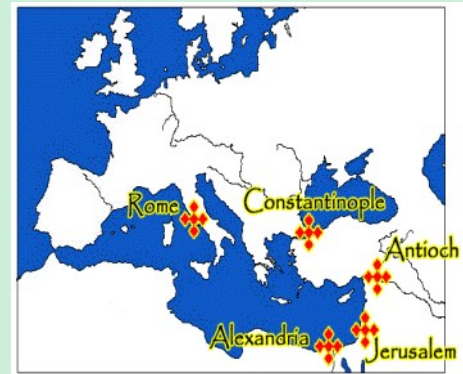 Rome
Constantinople
Antioch
Alexandria
Jerusalem